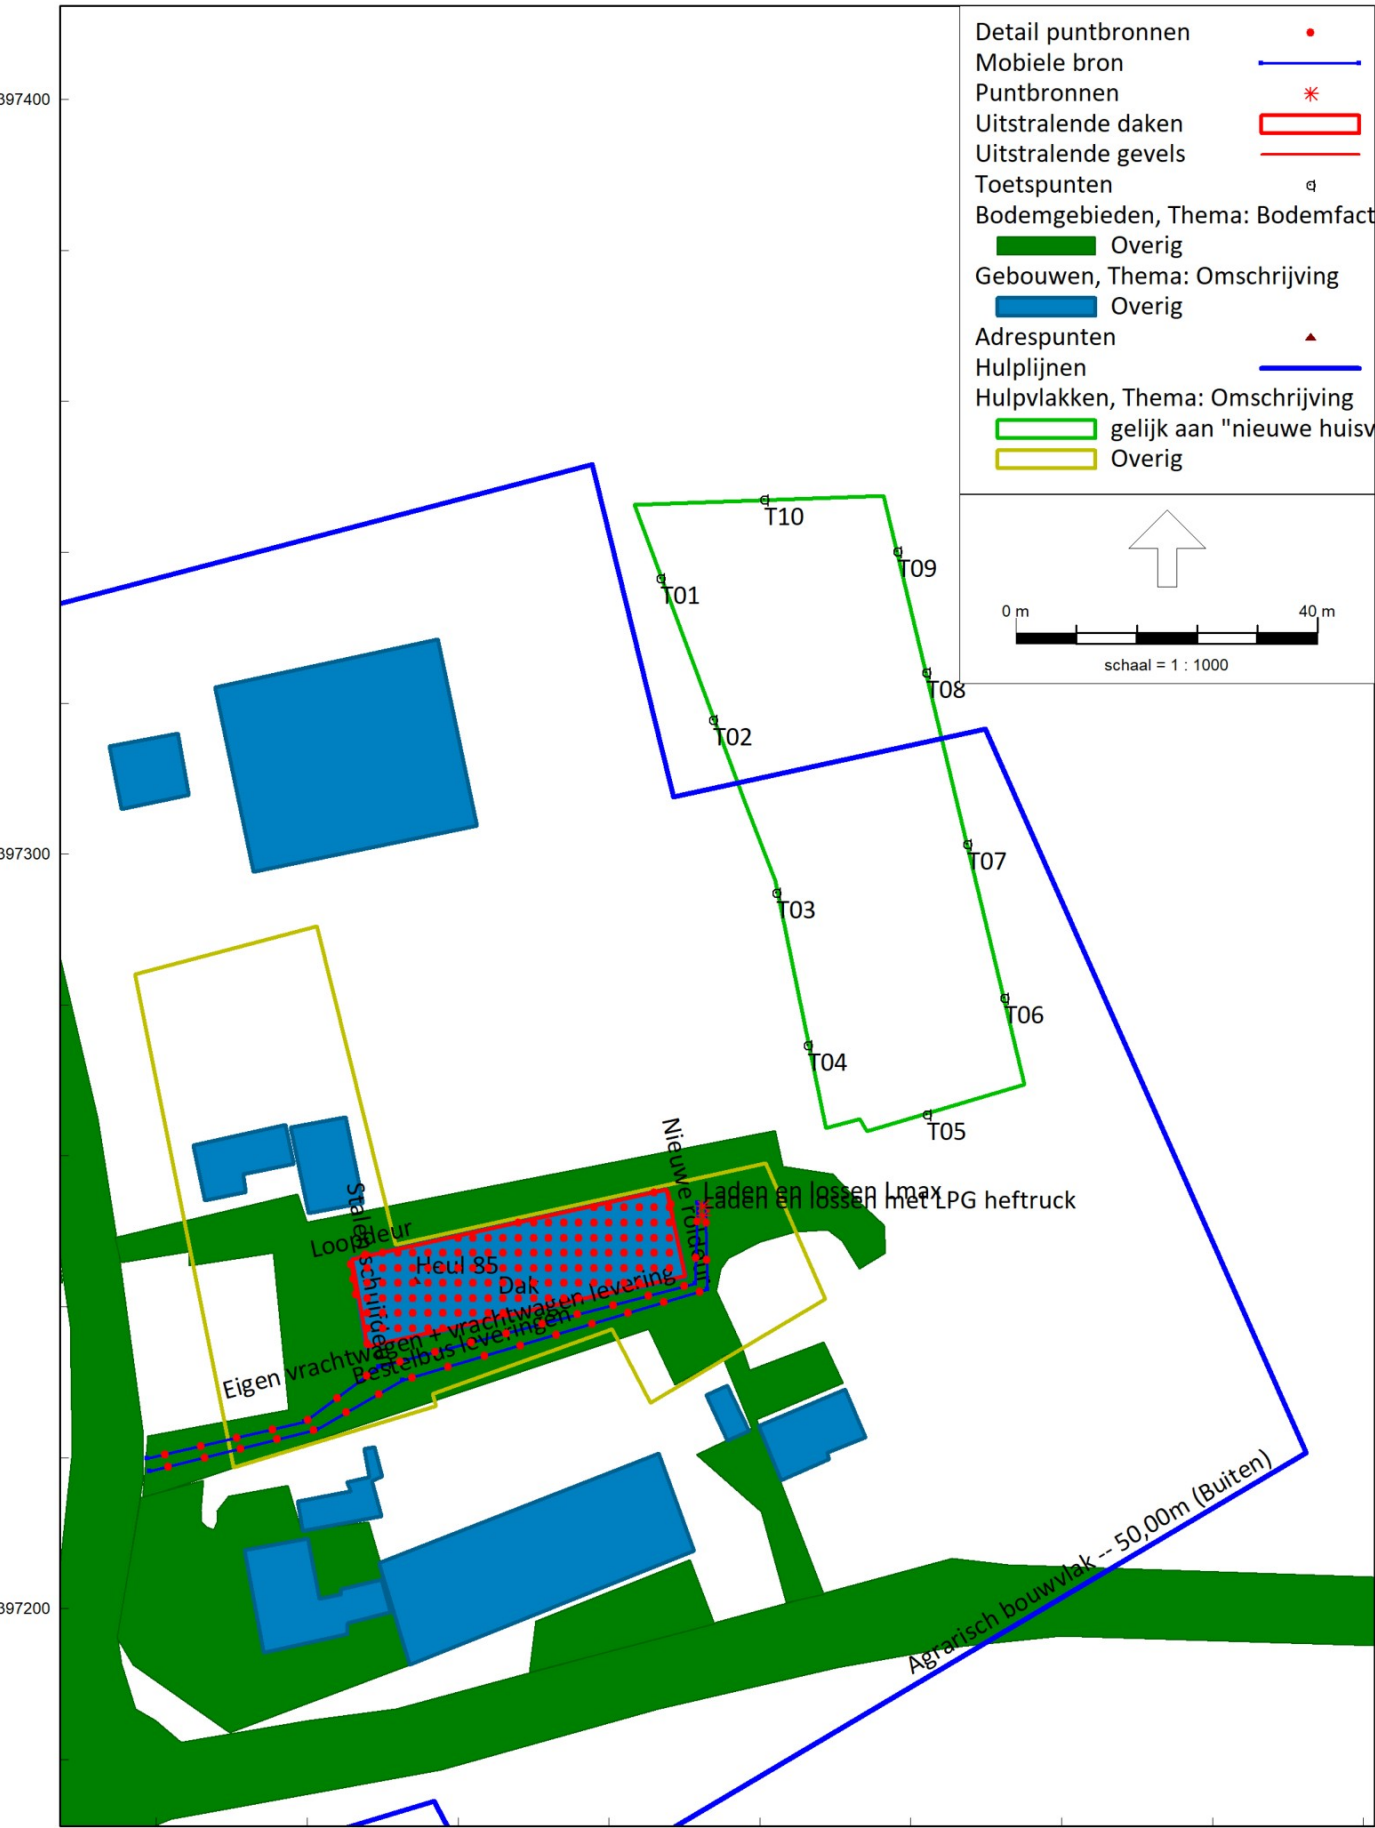 Detail puntbronnen
Mobiele bron
Puntbronnen
Uitstralende daken
Uitstralende gevels
Toetspunten
Bodemgebieden, Thema: Bodemfact
Overig
Gebouwen, Thema: Omschrijving
Overig
Adrespunten
Hulplijnen
Hulpvlakken, Thema: Omschrijving
gelijk aan "nieuwe huisv
Overig
0 m 40 m
schaal = 1 : 1000
397400
397300
397200
T10
T09
T01
T08
T02
T07
T03
T06
T04
T05
Laden en lossen Lmax
Laden en lossen met LPG heftruck
Loopdeur
Heul 85
Dak
Eigen vrachtwagen + vrachtwagen levering
Bestelbus leveringen
Agrarisch bouwvlak -- 50,00m (Buiten)
Nieuwe